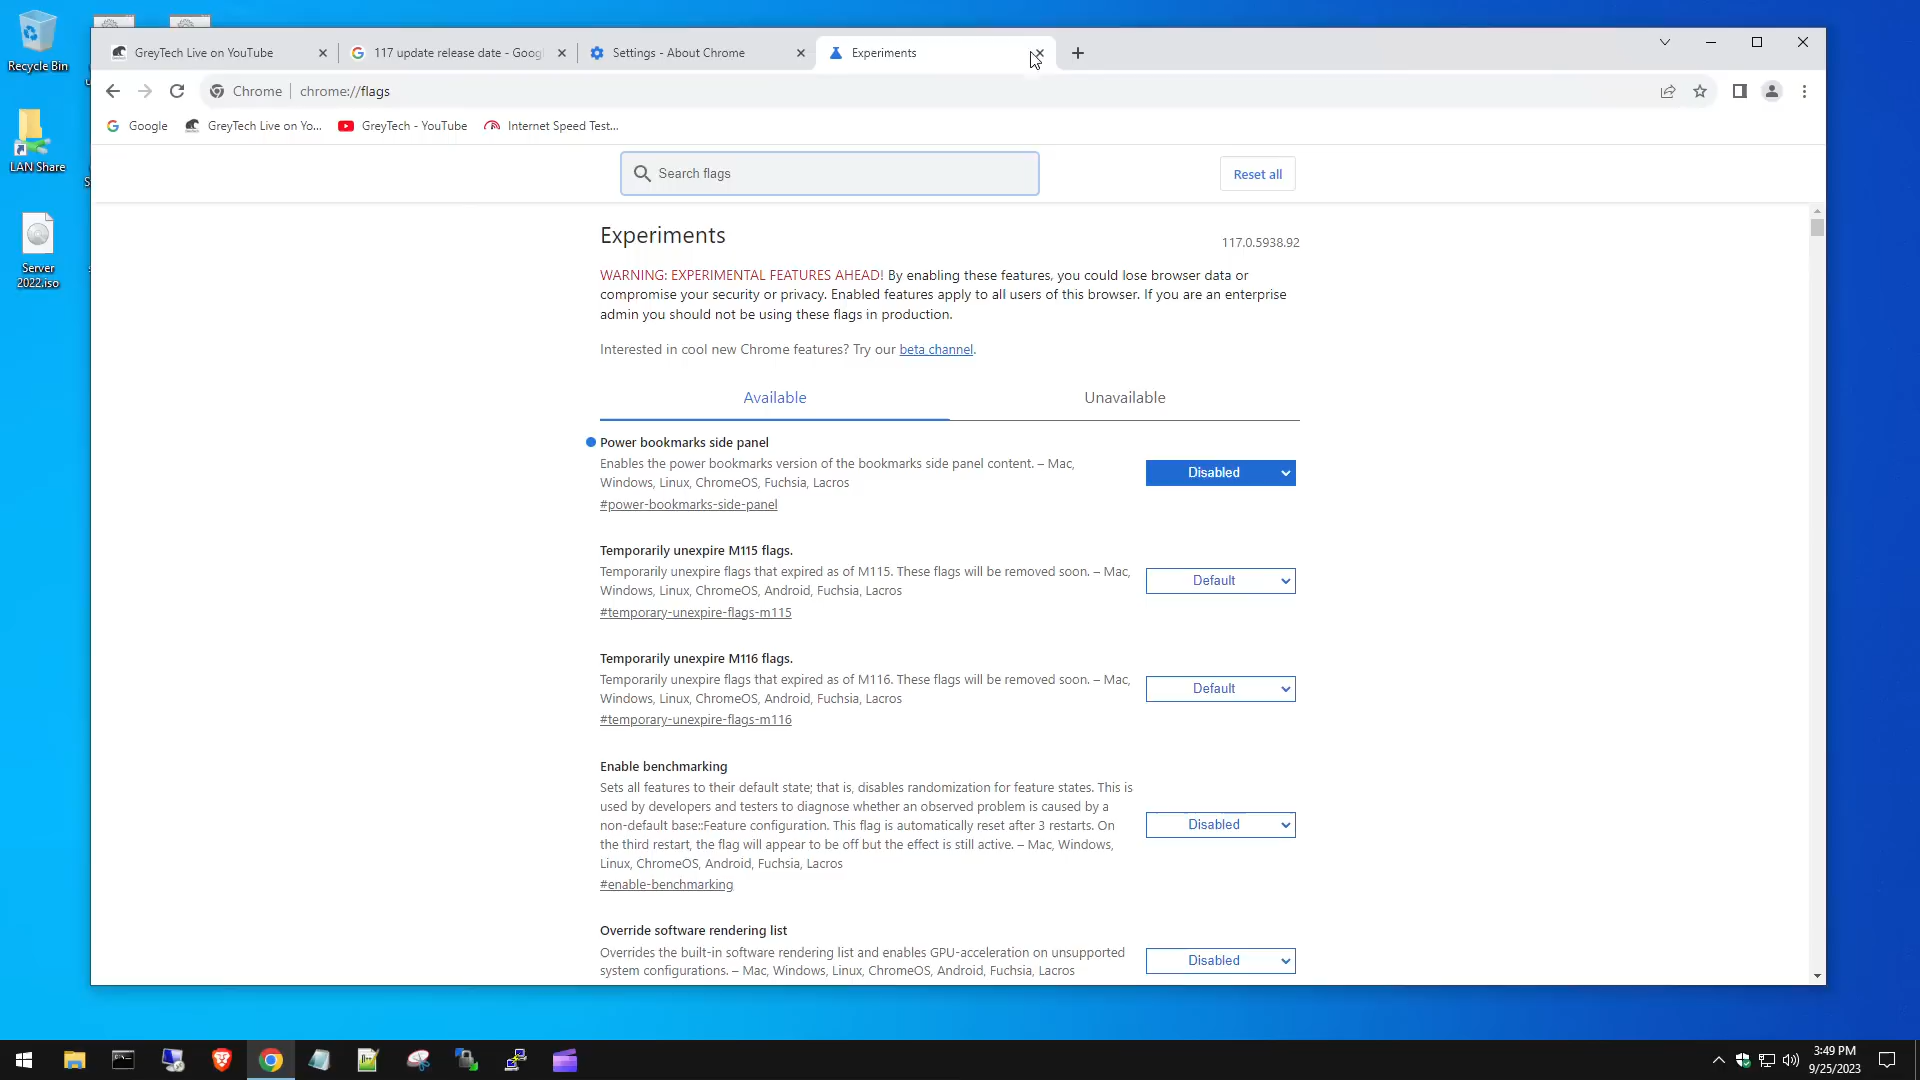 Recycle Bin
LAN Share
Server
2022.iso
GreyTech Live on YouTube
117 update release date - Goog
Settings - About Chrome
Experiments
Chrome
chrome://flags
Google
GreyTech Live on Yo...
GreyTech - YouTube
Internet Speed Test...
Search flags
Reset all
Experiments
117.0.5938.92
WARNING: EXPERIMENTAL FEATURES AHEAD! By enabling these features, you could lose browser data or
compromise your security or privacy. Enabled features apply to all users of this browser. If you are an enterprise
admin you should not be using these flags in production.
Interested in cool new Chrome features? Try our beta channel.
Available
Unavailable
Power bookmarks side panel
Enables the power bookmarks version of the bookmarks side panel content. – Mac,
Windows, Linux, ChromeOS, Fuchsia, Lacros
#power-bookmarks-side-panel
Disabled
Temporarily unexpire M115 flags.
Temporarily unexpire flags that expired as of M115. These flags will be removed soon. – Mac,
Windows, Linux, ChromeOS, Android, Fuchsia, Lacros
#temporary-unexpire-flags-m115
Default
Temporarily unexpire M116 flags.
Temporarily unexpire flags that expired as of M116. These flags will be removed soon. – Mac,
Windows, Linux, ChromeOS, Android, Fuchsia, Lacros
#temporary-unexpire-flags-m116
Default
Enable benchmarking
Sets all features to their default state; that is, disables randomization for feature states. This is
used by developers and testers to diagnose whether an observed problem is caused by a
non-default base::Feature configuration. This flag is automatically reset after 3 restarts. On
the third restart, the flag will appear to be off but the effect is still active. – Mac, Windows,
Linux, ChromeOS, Android, Fuchsia, Lacros
#enable-benchmarking
Disabled
Override software rendering list
Overrides the built-in software rendering list and enables GPU-acceleration on unsupported
system configurations. – Mac, Windows, Linux, ChromeOS, Android, Fuchsia, Lacros
Disabled
3:49 PM
9/25/2023